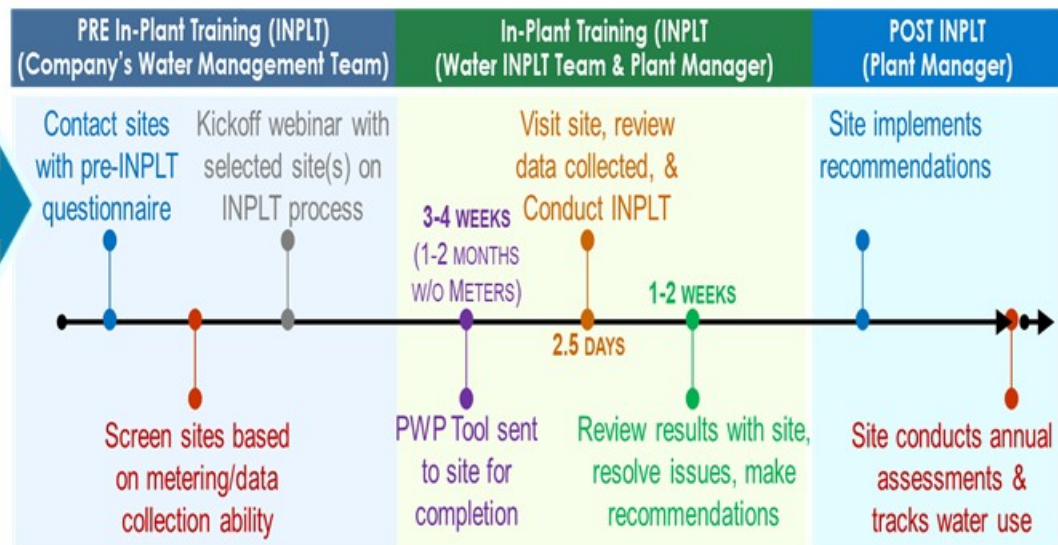 PRE In-Plant Training (INPLT)
(Company's Water Management Team)
In-Plant Training (INPLT
(Water INPLT Team & Plant Manager)
POST INPLT
(Plant Manager)
Contact sites
with pre-INPLT
questionnaire
Kickoff webinar with
selected site(s) on
INPLT process
Visit site, review
data collected, &
Conduct INPLT
Site implements
recommendations
3-4 WEEKS
(1-2 MONTHS
W/O METERS)
1-2 WEEKS
2.5 DAYS
Screen sites based
on metering/data
collection ability
PWP Tool sent
to site for
completion
Review results with site,
resolve issues, make
recommendations
Site conducts annual
assessments &
tracks water use